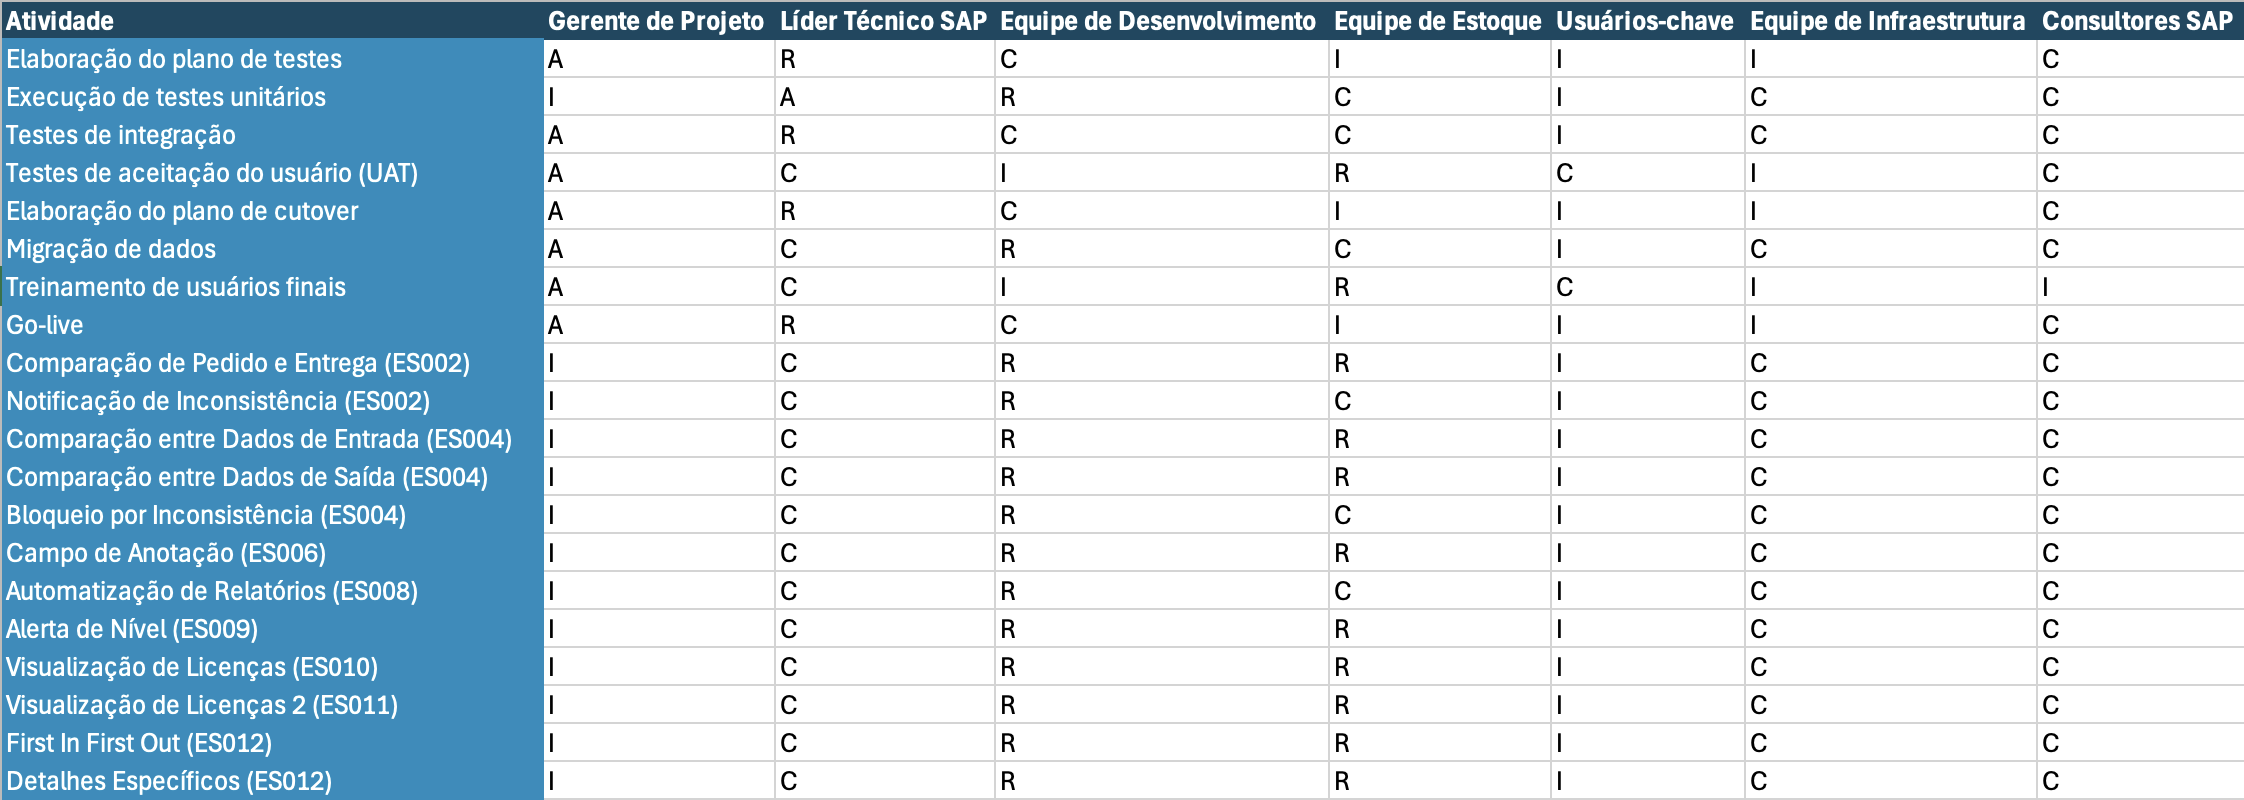 Atividade Gerente de Projeto Líder Técnico SAP Equipe de Desenvolvimento Equipe de Estoque Usuários-chave Equipe de Infraestrutura Consultores SAP
Elaboração do plano de testes A R C I I I C
Execução de testes unitários I A R C I C C
Testes de integração A R C C I C C
Testes de aceitação do usuário (UAT) A C I R C I C
Elaboração do plano de cutover A R C I I I C
Migração de dados A C R C I C C
Treinamento de usuários finais A C I R C I I
Go-live A R C I I I C
Comparação de Pedido e Entrega (ES002) I C R R I C C
Notificação de Inconsistência (ES002) I C R C I C C
Comparação entre Dados de Entrada (ES004) I C R R I C C
Comparação entre Dados de Saída (ES004) I C R R I C C
Bloqueio por Inconsistência (ES004) I C R C I C C
Campo de Anotação (ES006) I C R R I C C
Automatização de Relatórios (ES008) I C R C I C C
Alerta de Nível (ES009) I C R R I C C
Visualização de Licenças (ES010) I C R R I C C
Visualização de Licenças 2 (ES011) I C R R I C C
First In First Out (ES012) I C R R I C C
Detalhes Específicos (ES012) I C R R I C C